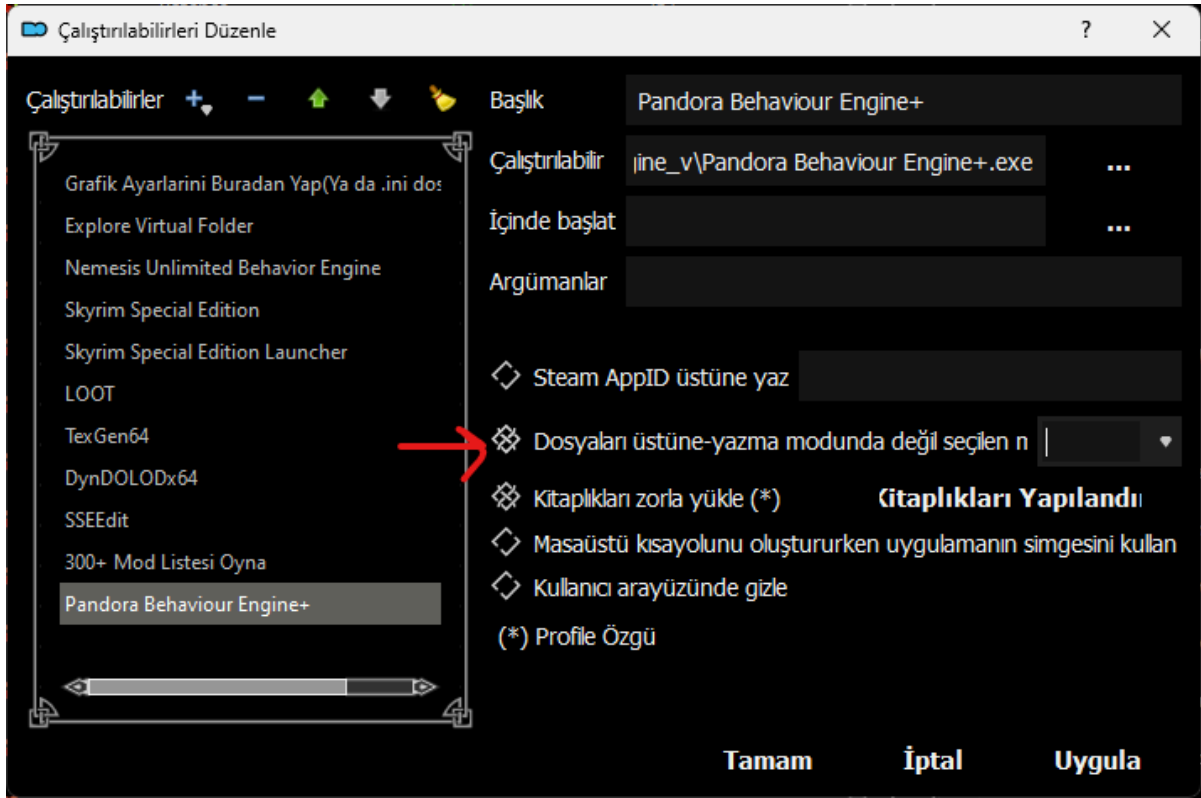 Çalıştırılabilirleri Düzenle
?
Çalıştırılabilirler
Grafik Ayarlarini Buradan Yap(Ya da .ini dos
Explore Virtual Folder
Nemesis Unlimited Behavior Engine
Skyrim Special Edition
Skyrim Special Edition Launcher
LOOT
TexGen64
DynDOLODx64
SSEEdit
300+ Mod Listesi Oyna
Pandora Behaviour Engine+
Başlık Pandora Behaviour Engine+
Çalıştırılabilir ine_v\Pandora Behaviour Engine+.exe ...
İçinde başlat ...
Argümanlar
Steam AppID üstüne yaz
Dosyaları üstüne-yazma modunda değil seçilen n
Kitaplıkları zorla yükle (*) Kitaplıkları Yapılandır
Masaüstü kısayolunu oluştururken uygulamanın simgesini kullan
Kullanıcı arayüzünde gizle
(*) Profile Özgü
Tamam İptal Uygula